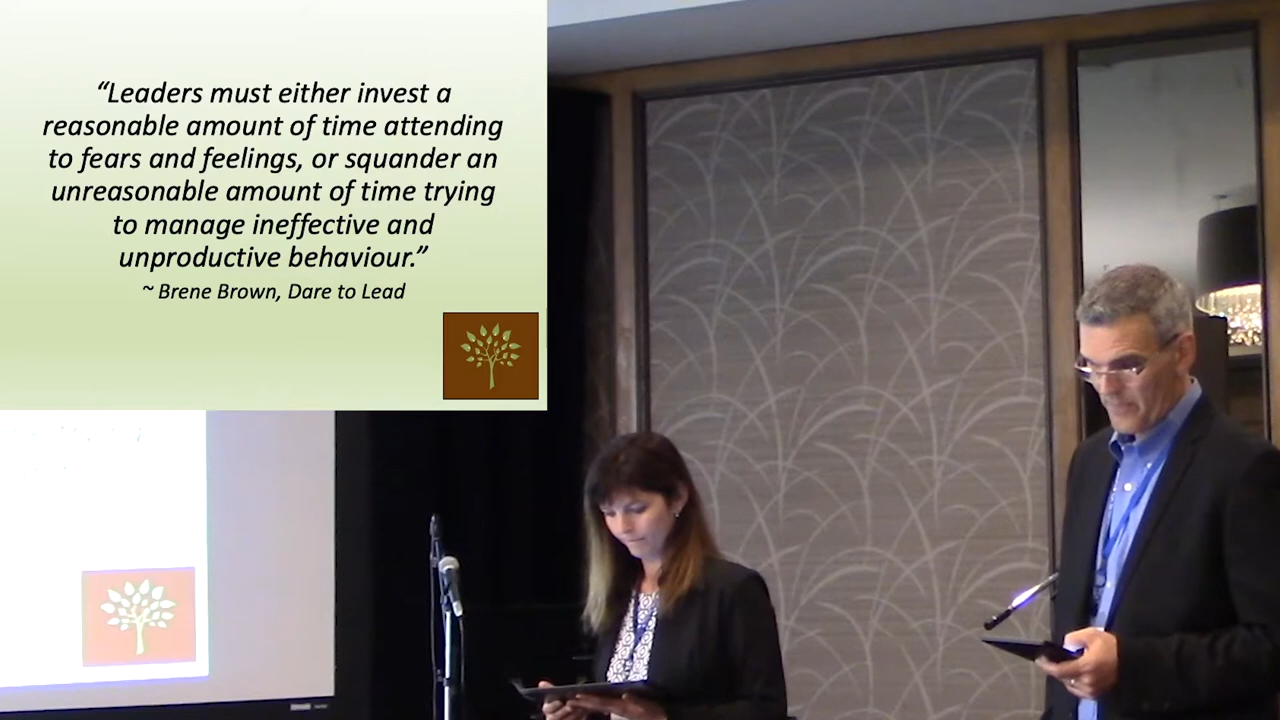 “Leaders must either invest a
reasonable amount of time attending
to fears and feelings, or squander an
unreasonable amount of time trying
to manage ineffective and
unproductive behaviour.”
~ Brene Brown, Dare to Lead